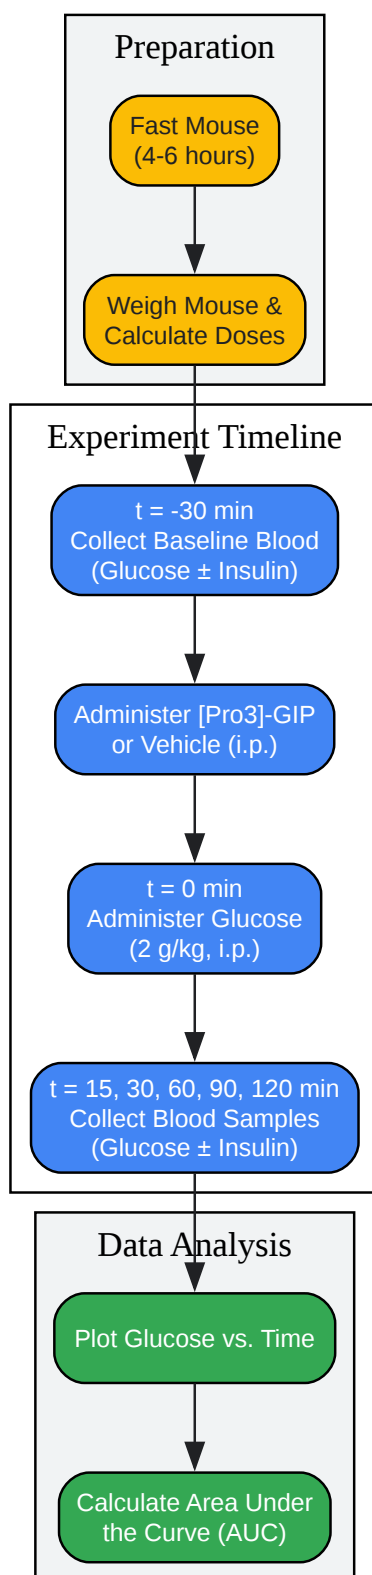 Preparation
Fast Mouse
(4-6 hours)
Weigh Mouse &
Calculate Doses
Experiment Timeline
t = -30 min
Collect Baseline Blood
(Glucose ± Insulin)
Administer [Pro3]-GIP
or Vehicle (i.p.)
t = 0 min
Administer Glucose
(2 g/kg, i.p.)
t = 15, 30, 60, 90, 120 min
Collect Blood Samples
(Glucose ± Insulin)
Data Analysis
Plot Glucose vs. Time
Calculate Area Under
the Curve (AUC)